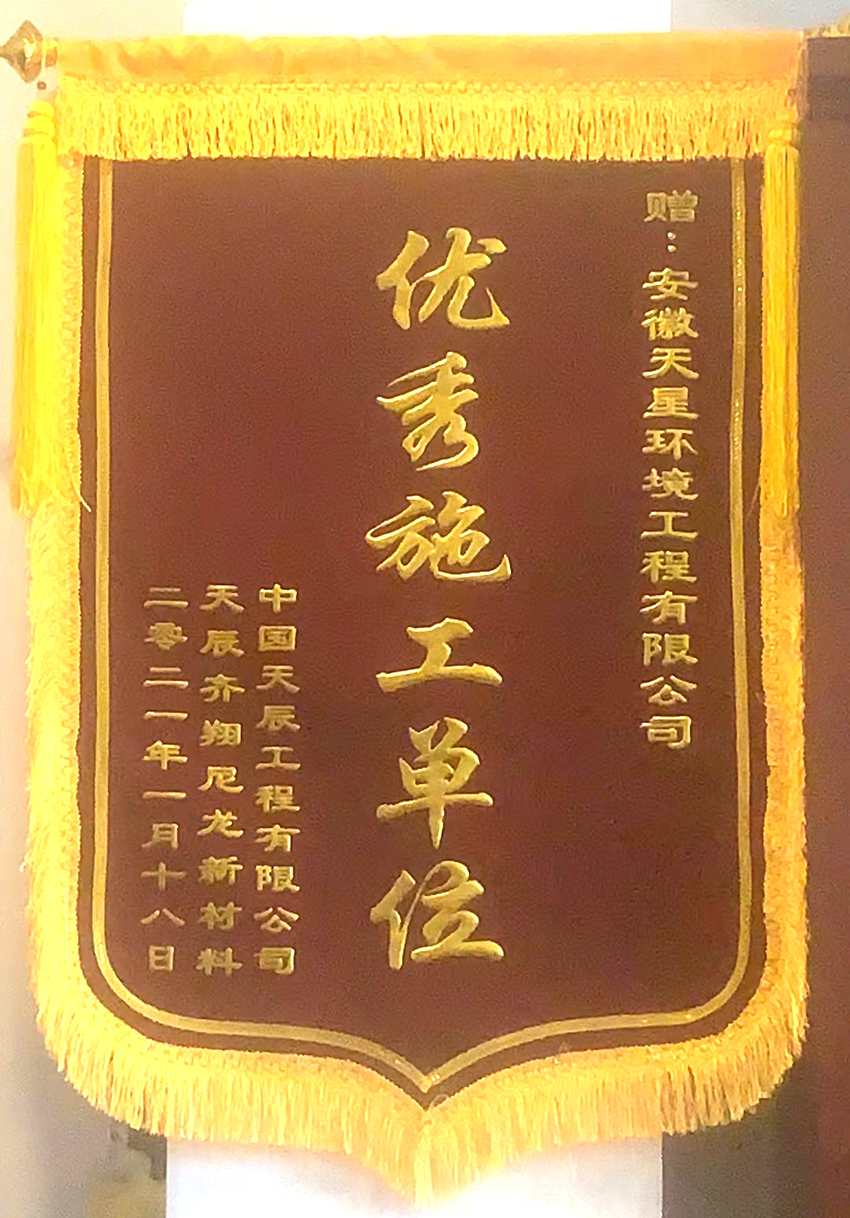 赠：安徽天星环境工程有限公司
优秀施工单位
中国天辰工程有限公司
天辰齐翔尼龙新材料
二零二一年一月十八日